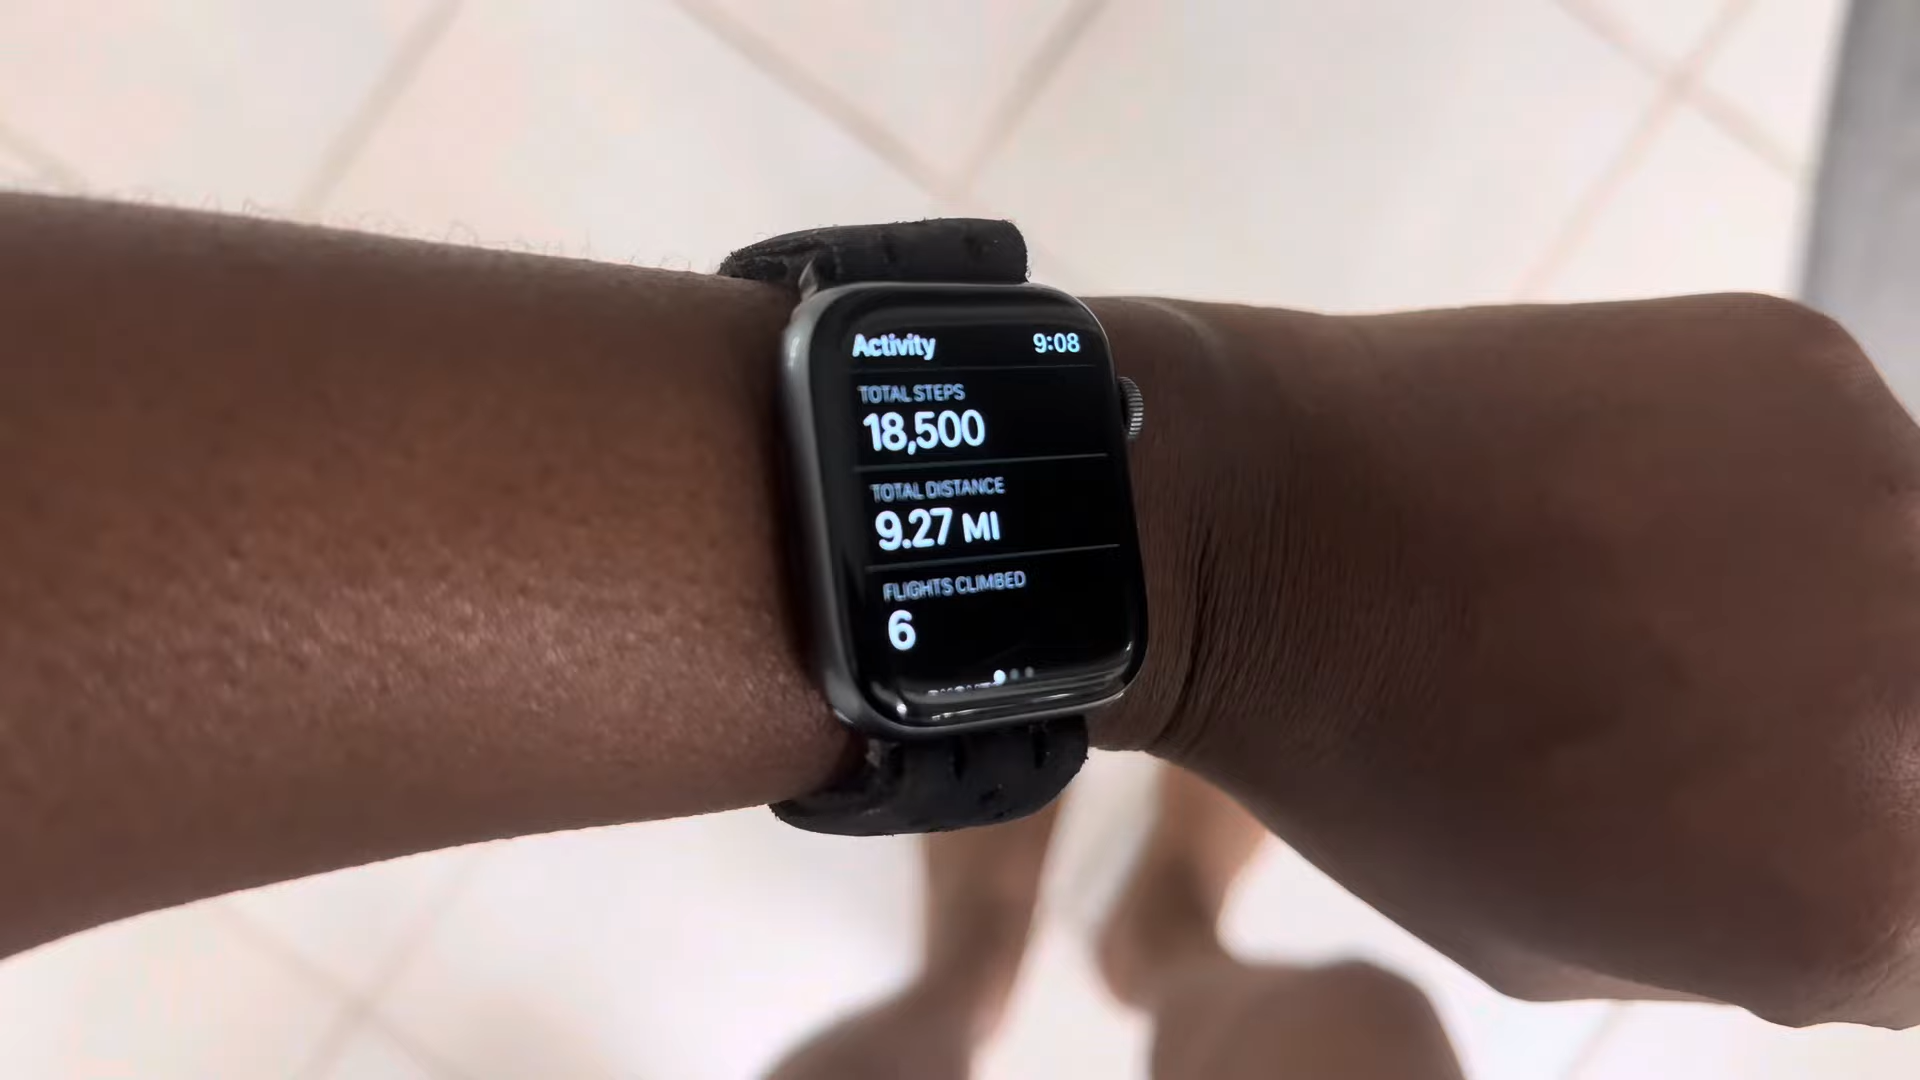 Activity 9:08
TOTAL STEPS
18,500
TOTAL DISTANCE
9.27 MI
FLIGHTS CLIMBED
6